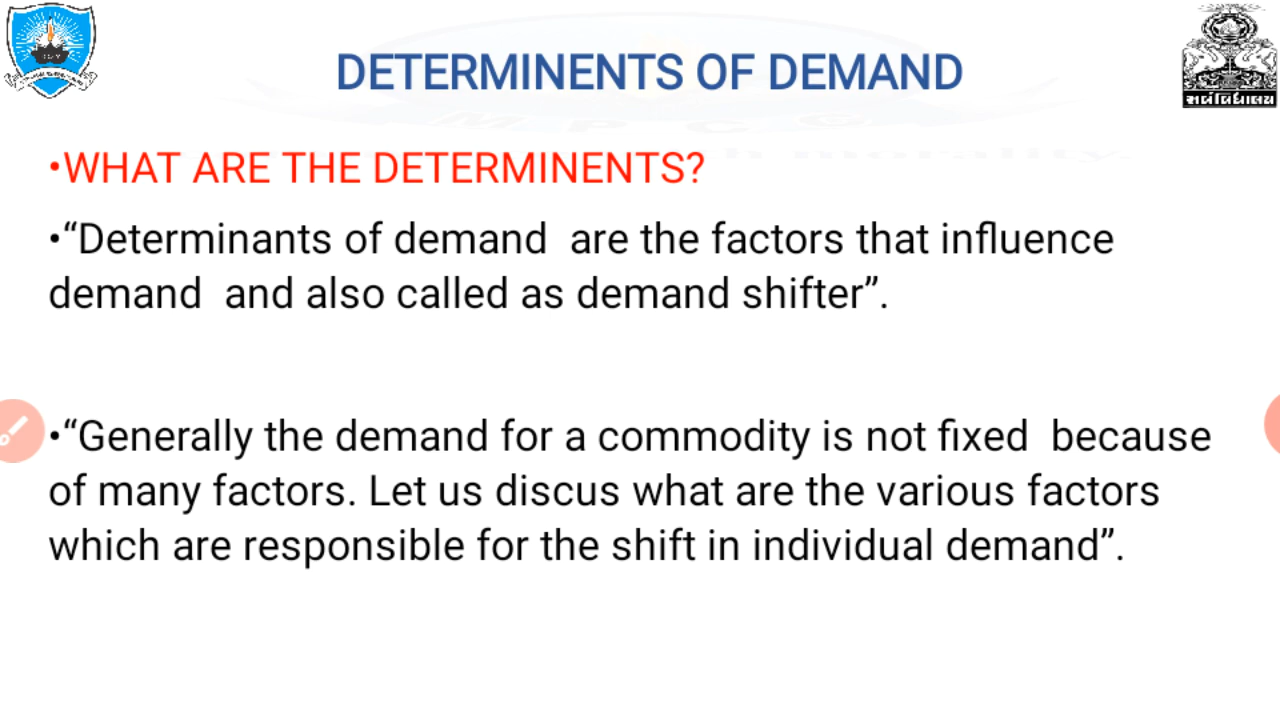 DETERMINENTS OF DEMAND
સર્વ વિદ્યાલય
•WHAT ARE THE DETERMINENTS?
•“Determinants of demand  are the factors that influence
demand  and also called as demand shifter”.
•“Generally the demand for a commodity is not fixed  because
of many factors. Let us discus what are the various factors
which are responsible for the shift in individual demand”.